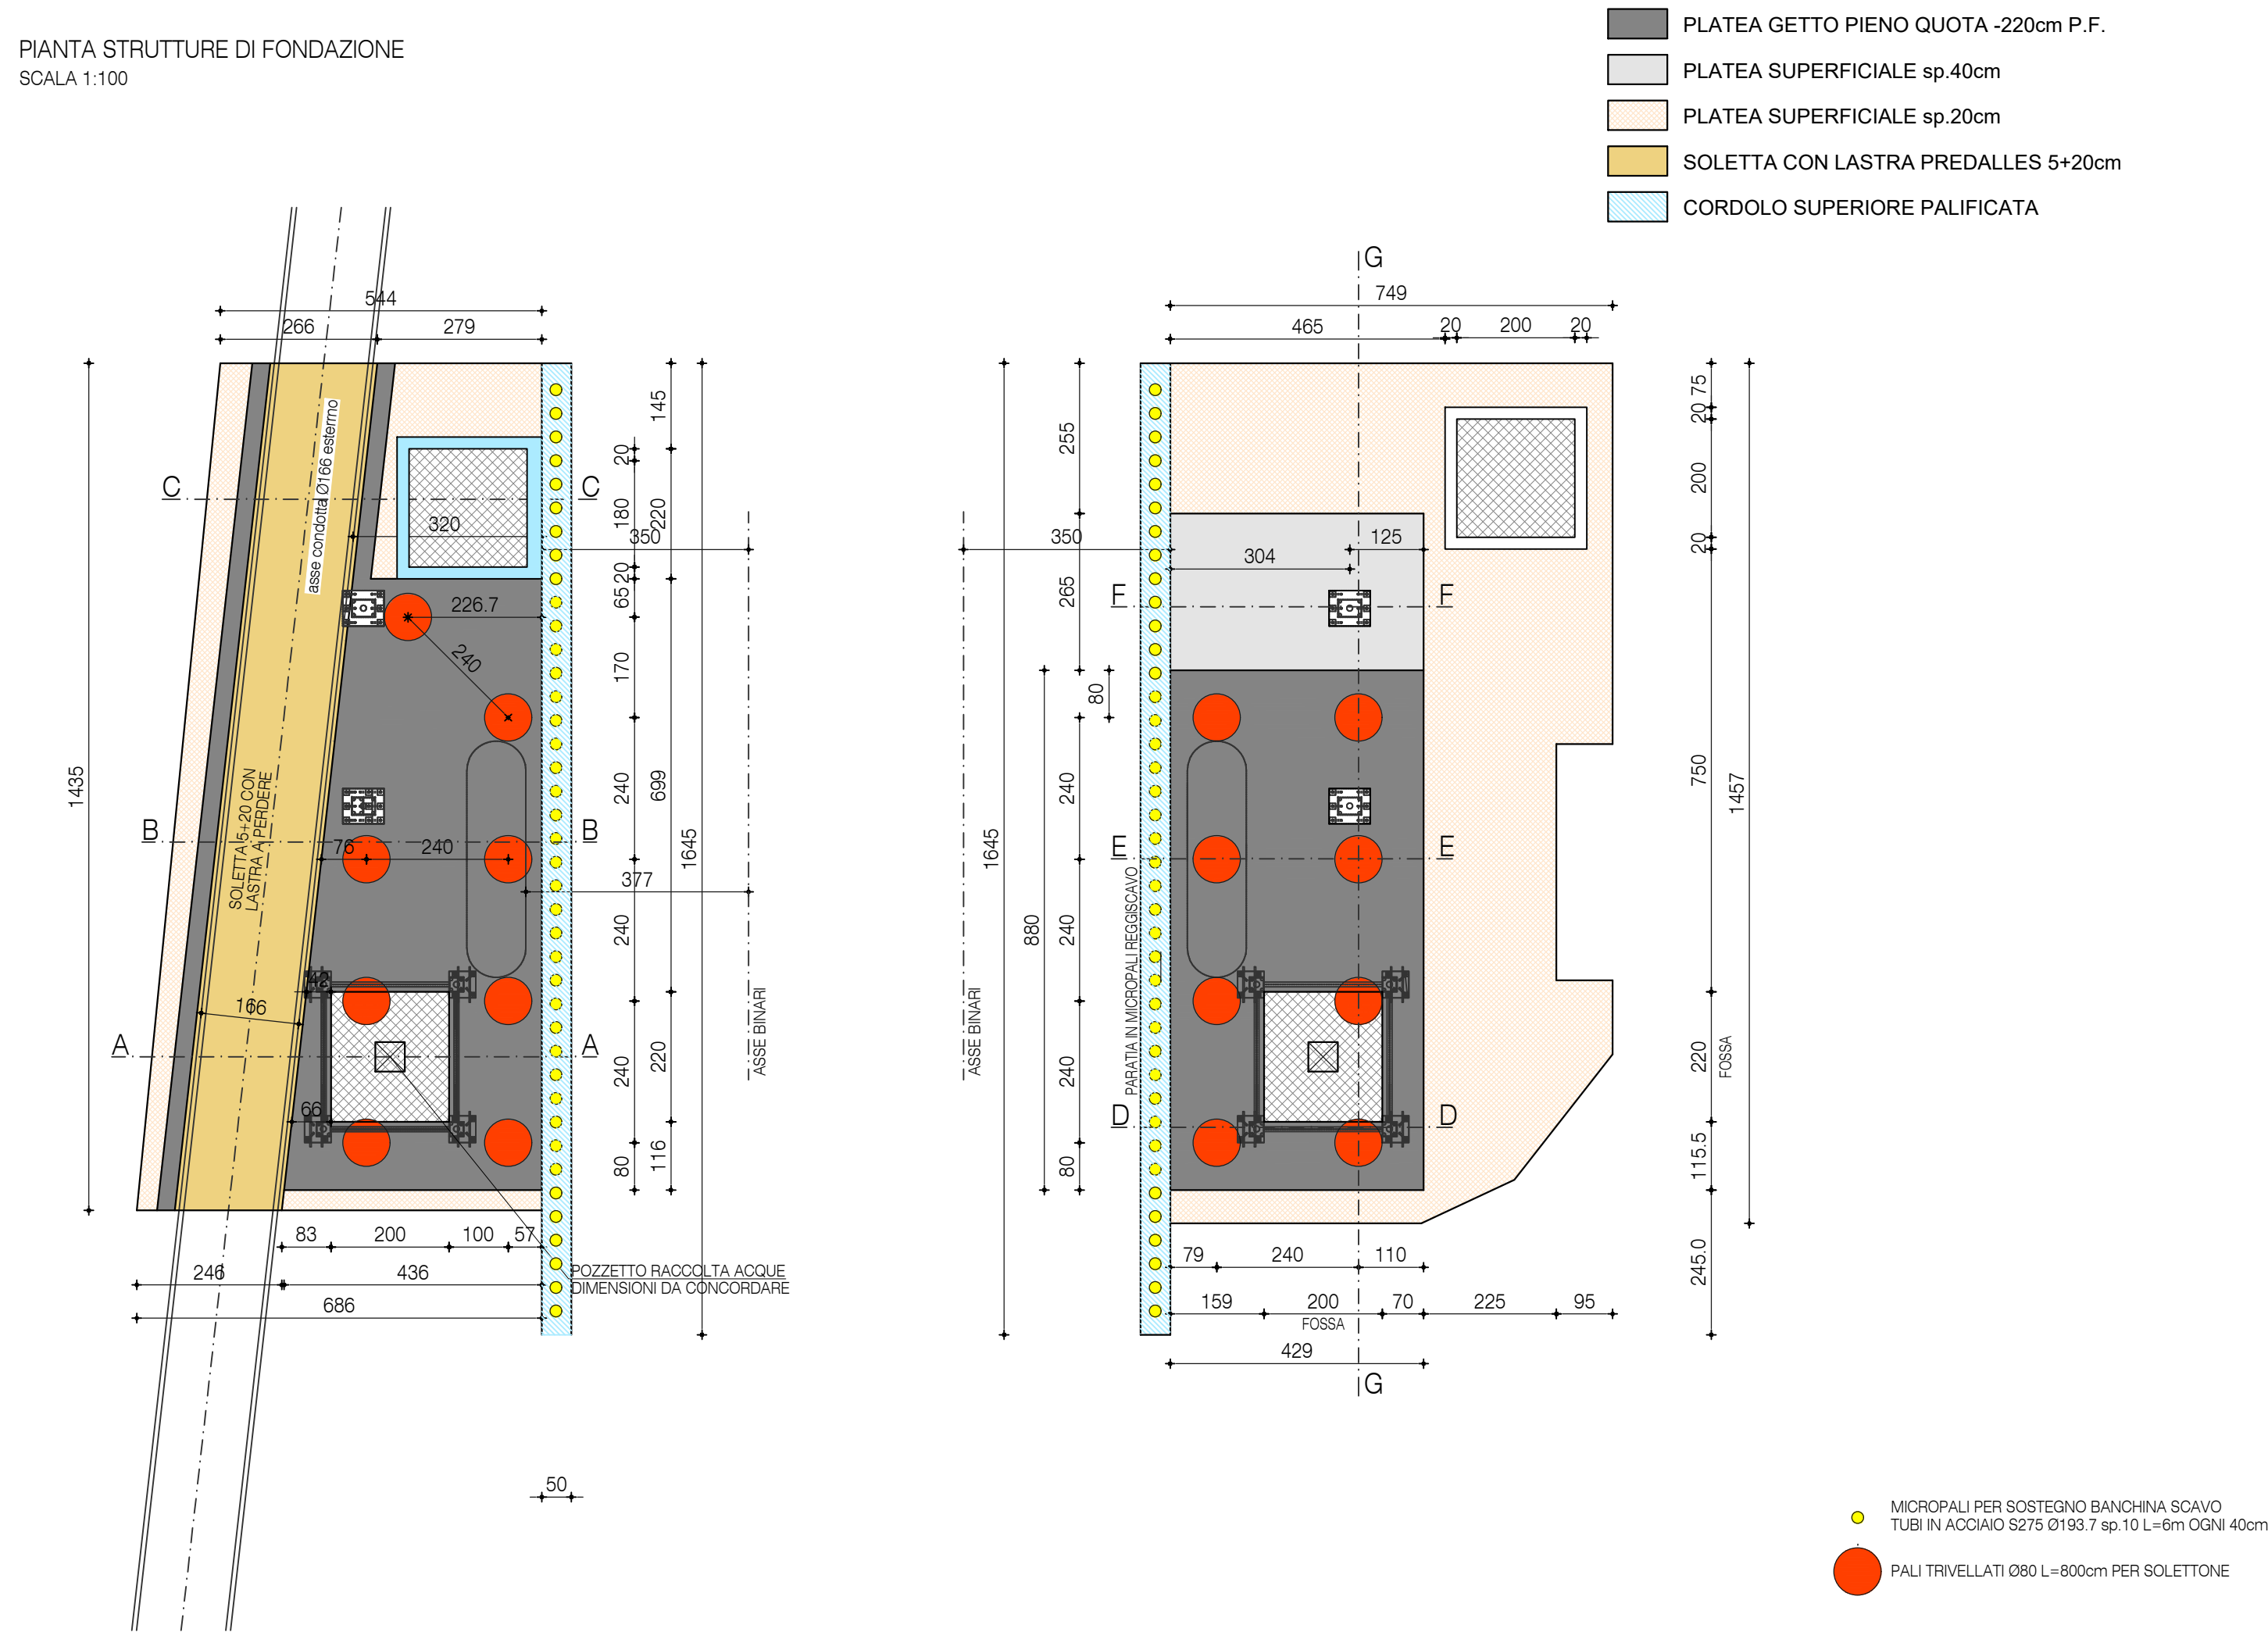 PIANTA STRUTTURE DI FONDAZIONE
SCALA 1:100
PLATEA GETTO PIENO QUOTA -220cm P.F.
PLATEA SUPERFICIALE sp.40cm
PLATEA SUPERFICIALE sp.20cm
SOLETTA CON LASTRA PREDALLES 5+20cm
CORDOLO SUPERIORE PALIFICATA
544
266
279
1435
C
C
B
B
A
A
asse condotta Ø166 esterno
SOLETTA 5+20 CON
LASTRA A PERDERE
320
350
226.7
240
76
240
377
42
166
66
145
20
180
220
20
65
170
240
699
240
240
220
80
116
1645
ASSE BINARI
83
200
100
57
246
436
686
POZZETTO RACCOLTA ACQUE
DIMENSIONI DA CONCORDARE
50
G
749
465
20
200
20
1645
255
350
304
125
265
F
F
80
240
880
E
E
240
240
D
D
80
ASSE BINARI
PARATIA IN MICROPALI REGGISCAVO
75
20
200
20
750
1457
220
FOSSA
115.5
245.0
79
240
110
159
200
70
225
95
FOSSA
429
G
MICROPALI PER SOSTEGNO BANCHINA SCAVO
TUBI IN ACCIAIO S275 Ø193.7 sp.10 L=6m OGNI 40cm
PALI TRIVELLATI Ø80 L=800cm PER SOLETTONE